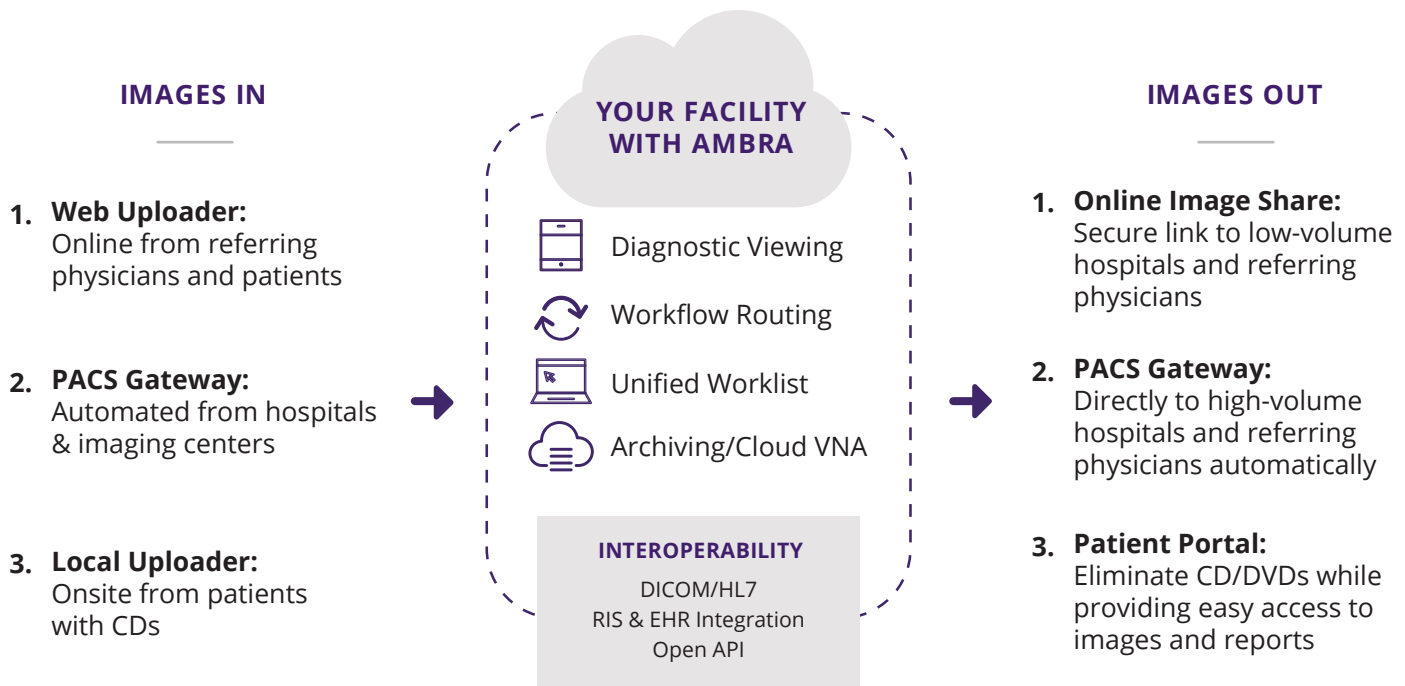 IMAGES IN
1. Web Uploader:
Online from referring
physicians and patients
2. PACS Gateway:
Automated from hospitals
& imaging centers
3. Local Uploader:
Onsite from patients
with CDs
YOUR FACILITY
WITH AMBRA
Diagnostic Viewing
Workflow Routing
Unified Worklist
Archiving/Cloud VNA
INTEROPERABILITY
DICOM/HL7
RIS & EHR Integration
Open API
IMAGES OUT
1. Online Image Share:
Secure link to low-volume
hospitals and referring
physicians
2. PACS Gateway:
Directly to high-volume
hospitals and referring
physicians automatically
3. Patient Portal:
Eliminate CD/DVDs while
providing easy access to
images and reports